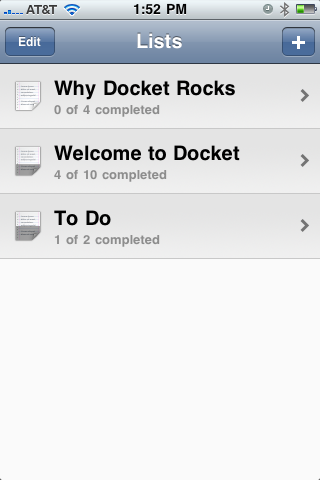 AT&T 1:52 PM
Edit Lists +
Why Docket Rocks
0 of 4 completed
Welcome to Docket
4 of 10 completed
To Do
1 of 2 completed